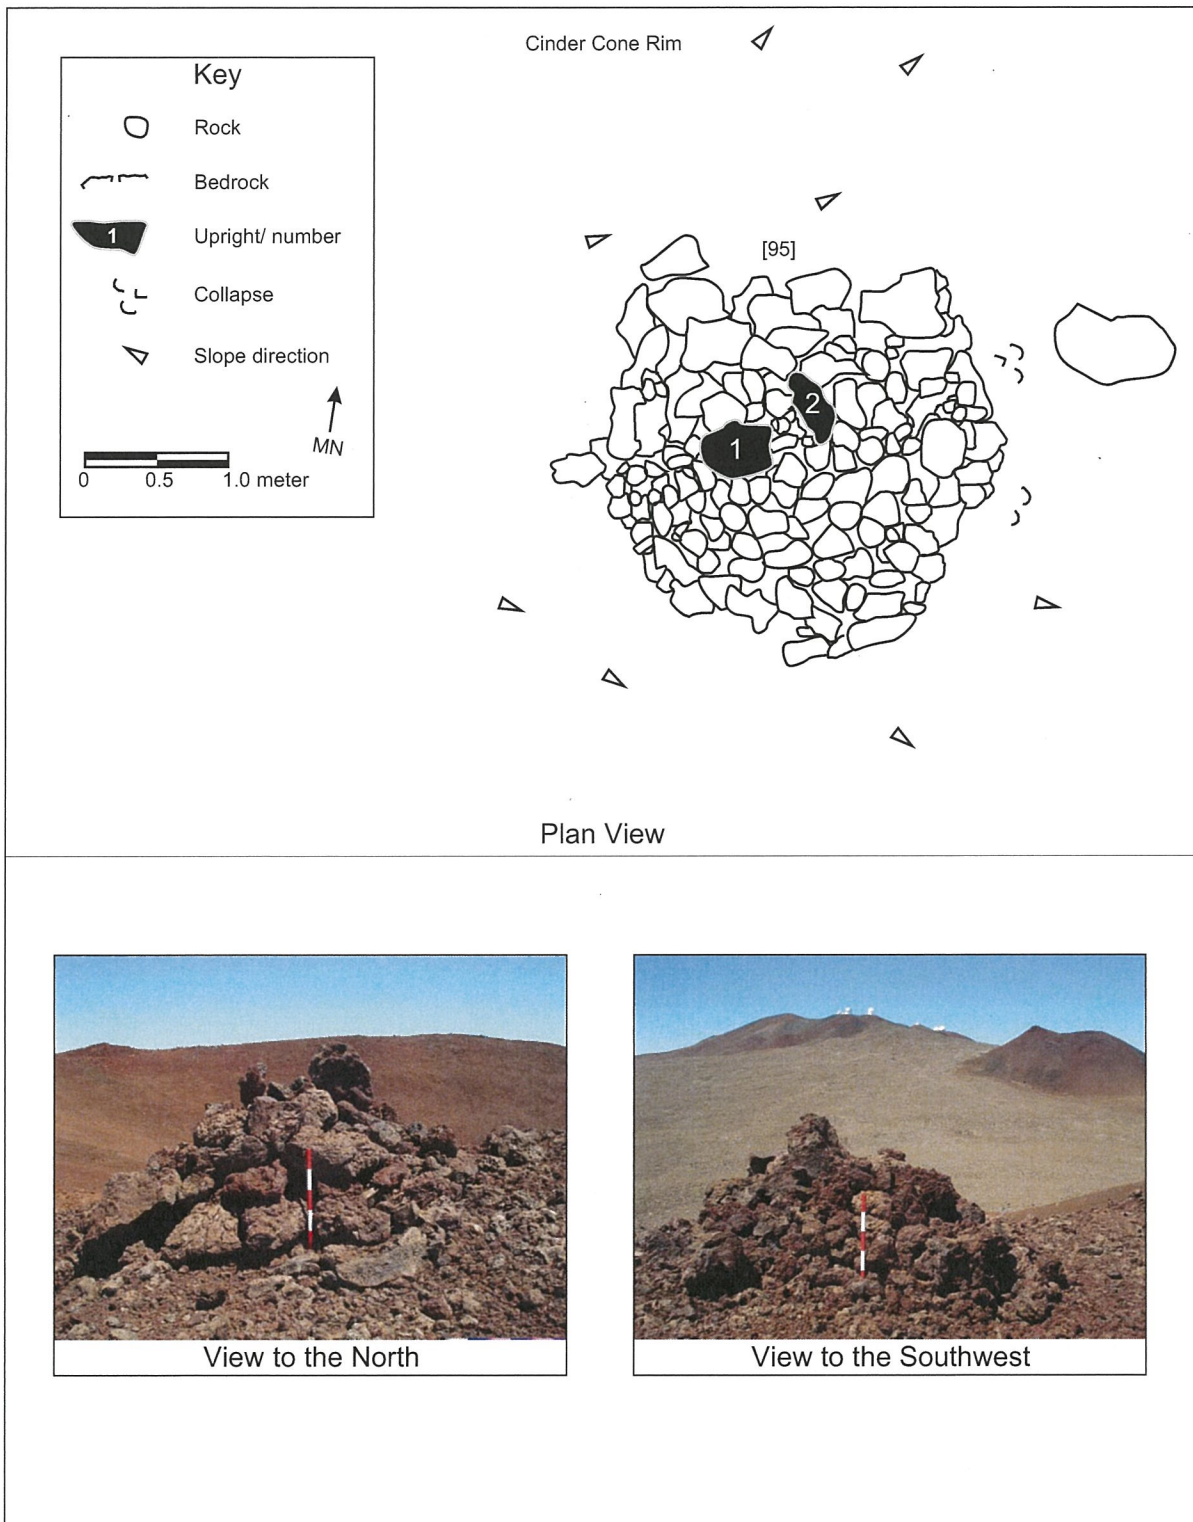 Cinder Cone Rim
Key
Rock
Bedrock
1
Upright/ number
Collapse
Slope direction
MN
0 0.5 1.0 meter
[95]
2
1
Plan View
View to the North
View to the Southwest